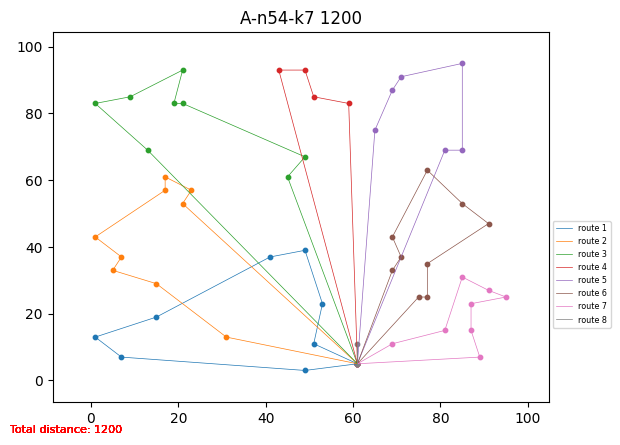 A-n54-k7 1200
100
80
60
40
20
0
0 20 40 60 80 100
route 1
route 2
route 3
route 4
route 5
route 6
route 7
route 8
Total distance: 1200